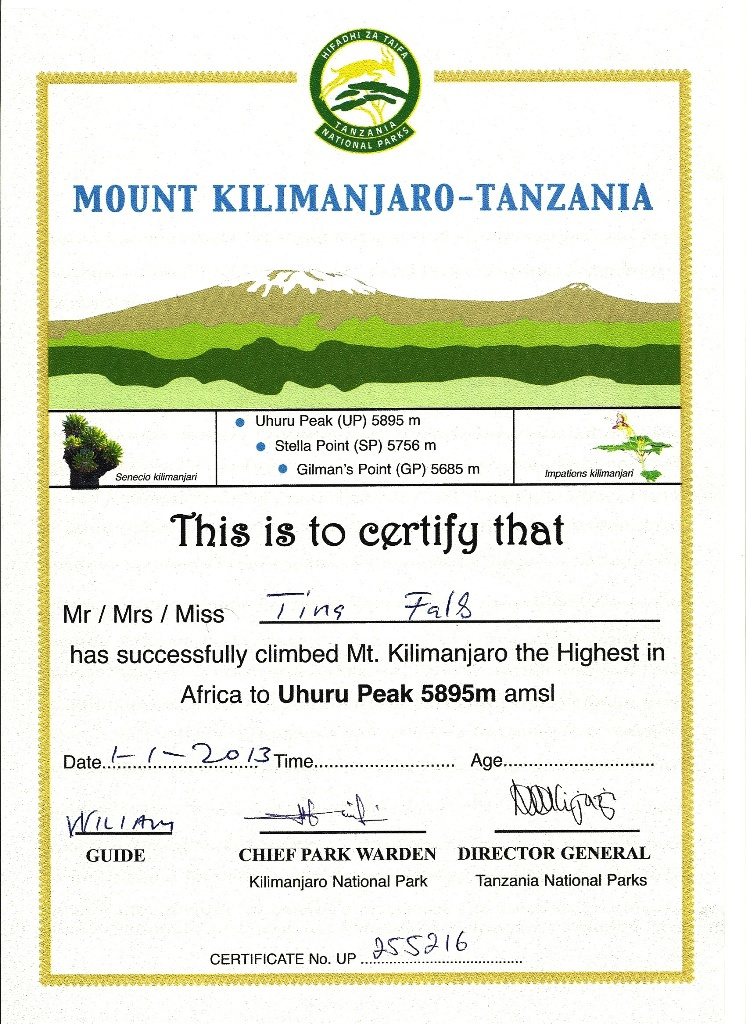 HIFADHI ZA TAIFA
TANZANIA
NATIONAL PARKS
MOUNT KILIMANJARO-TANZANIA
Senecio kilimanjari
Uhuru Peak (UP) 5895 m
Stella Point (SP) 5756 m
Gilman's Point (GP) 5685 m
Impations kilimanjari
This is to certify that
Mr / Mrs / Miss Tina Fals
has successfully climbed Mt. Kilimanjaro the Highest in
Africa to Uhuru Peak 5895m amsl
Date 1-1-2013 Time Age
WILIAM
GUIDE CHIEF PARK WARDEN DIRECTOR GENERAL
Kilimanjaro National Park Tanzania National Parks
CERTIFICATE No. UP 255216